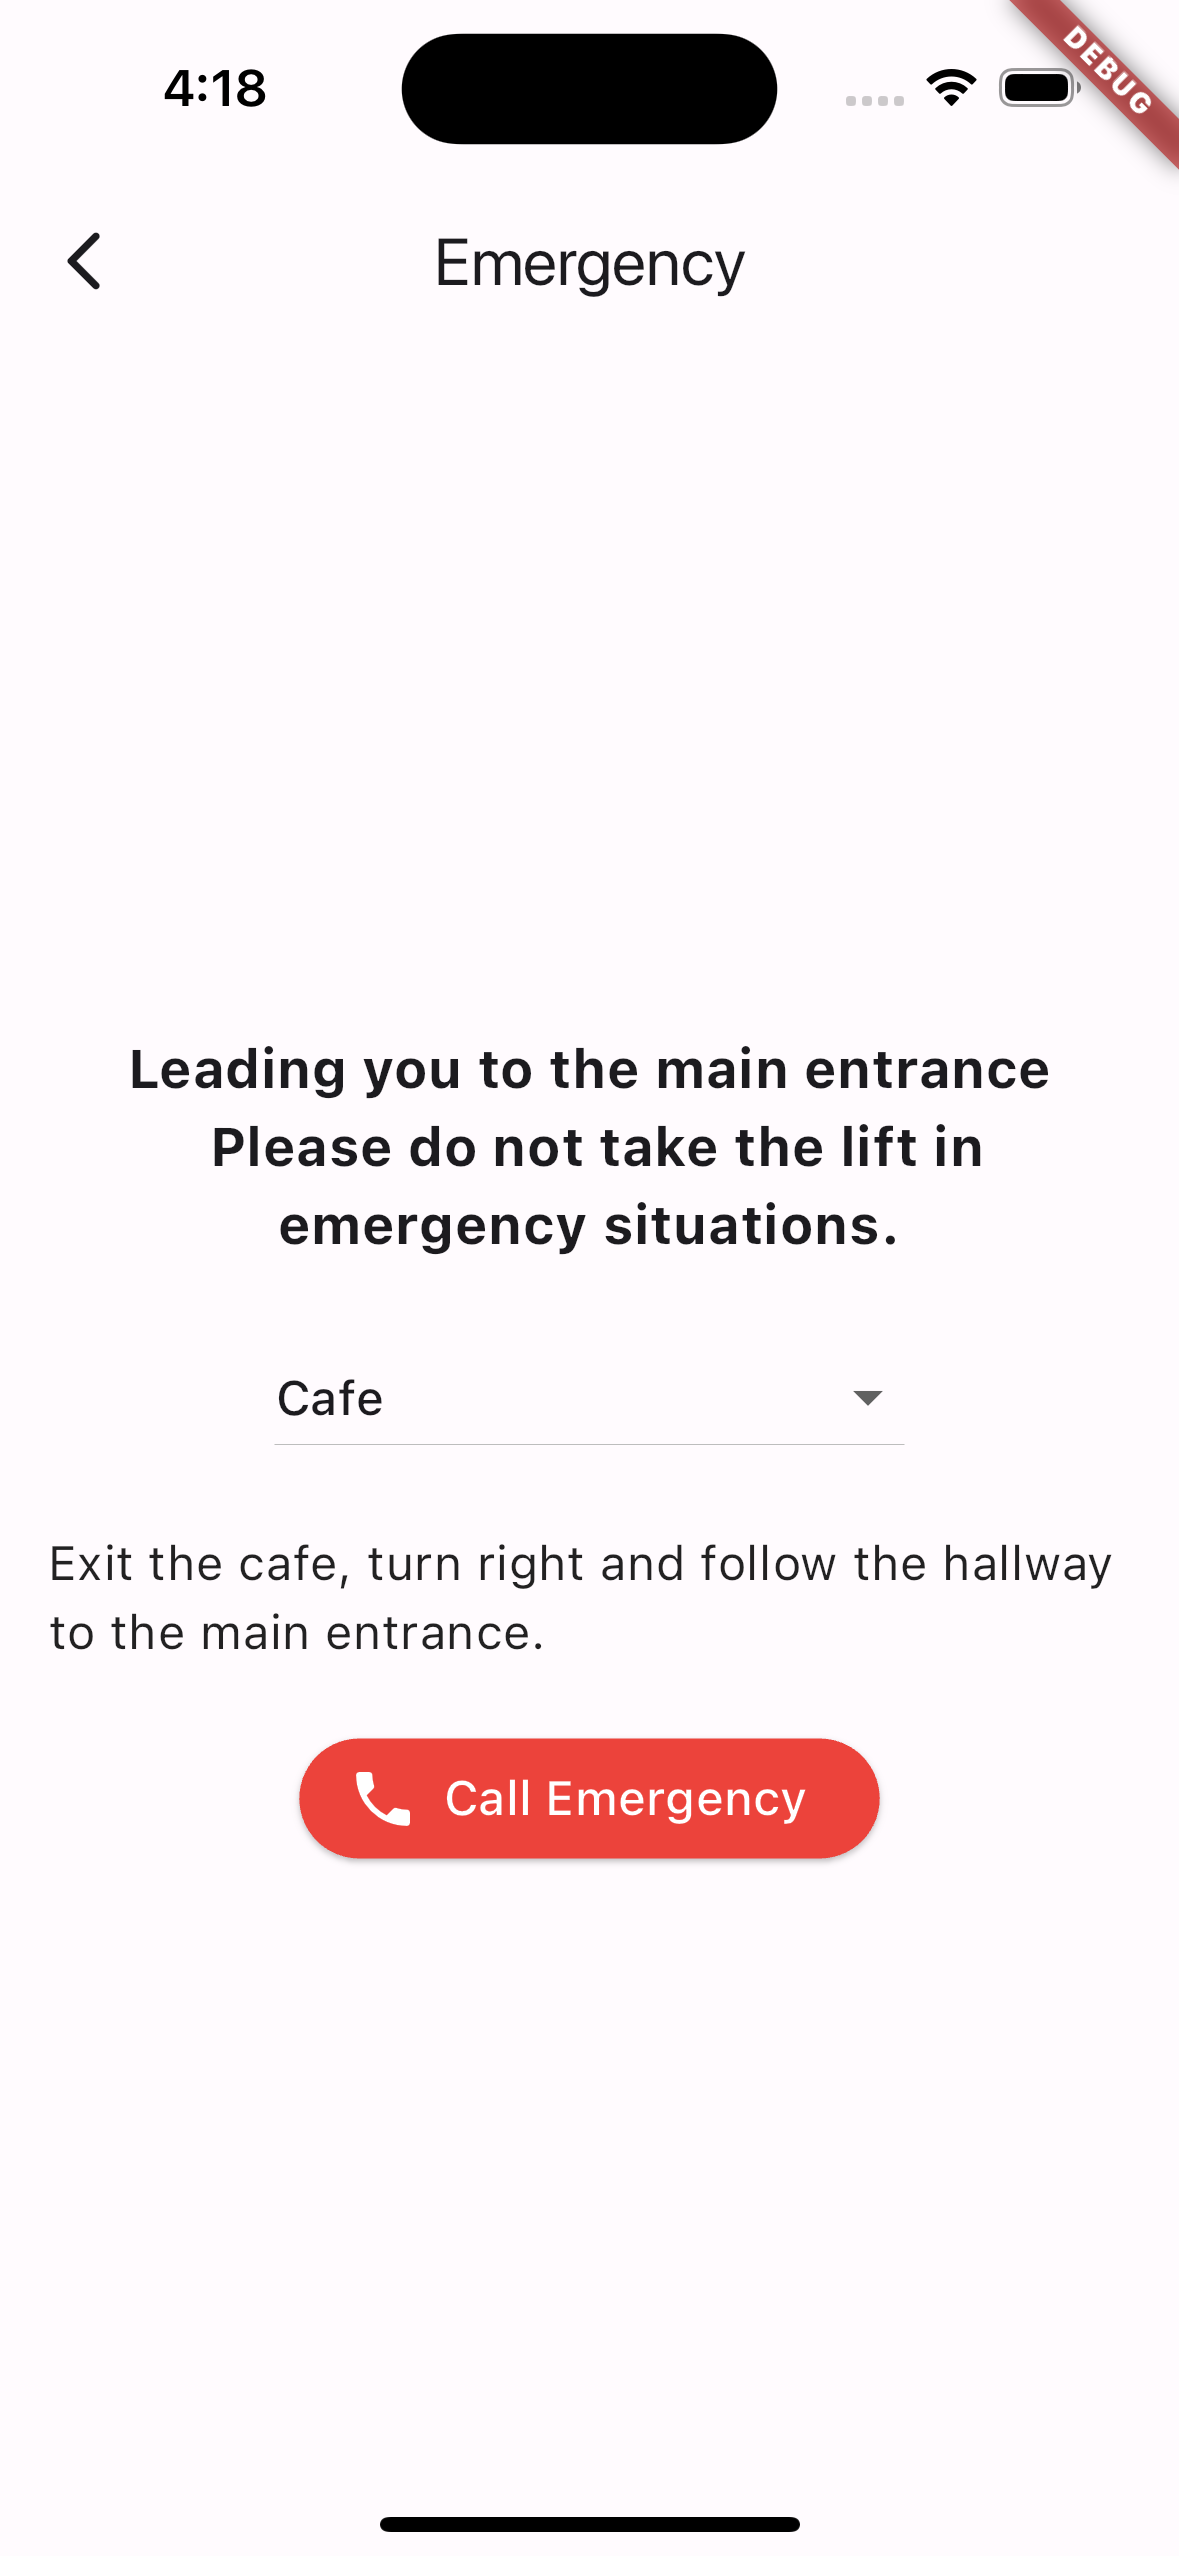 4:18
DEBUG
Emergency
Leading you to the main entrance
Please do not take the lift in
emergency situations.
Cafe
Exit the cafe, turn right and follow the hallway
to the main entrance.
Call Emergency